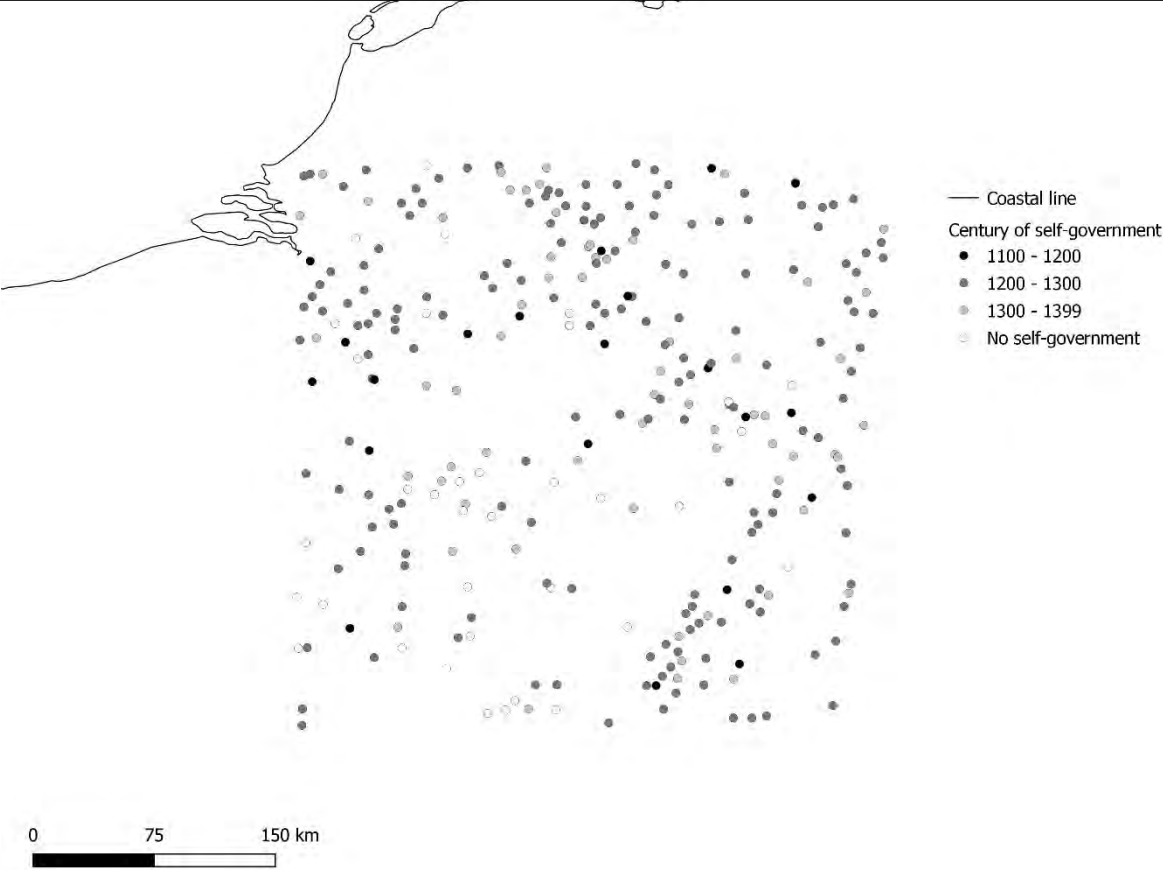 Coastal line
Century of self-government
1100 - 1200
1200 - 1300
1300 - 1399
No self-government
0 75 150 km